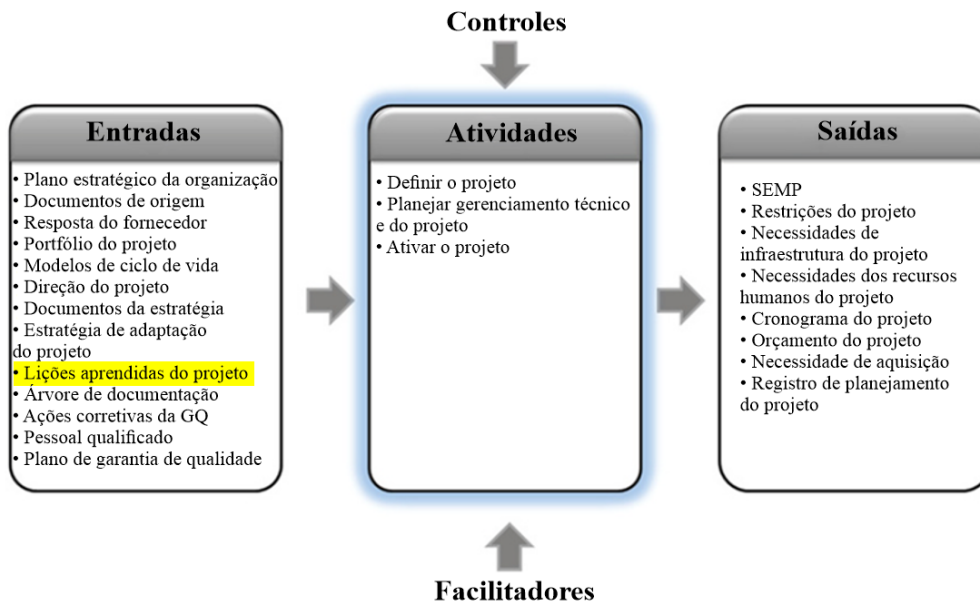 Controles
Entradas
• Plano estratégico da organização
• Documentos de origem
• Resposta do fornecedor
• Portfólio do projeto
• Modelos de ciclo de vida
• Direção do projeto
• Documentos da estratégia
• Estratégia de adaptação
do projeto
• Lições aprendidas do projeto
• Árvore de documentação
• Ações corretivas da GQ
• Pessoal qualificado
• Plano de garantia de qualidade
Atividades
• Definir o projeto
• Planejar gerenciamento técnico
e do projeto
• Ativar o projeto
Saídas
• SEMP
• Restrições do projeto
• Necessidades de
infraestrutura do projeto
• Necessidades dos recursos
humanos do projeto
• Cronograma do projeto
• Orçamento do projeto
• Necessidade de aquisição
• Registro de planejamento
do projeto
Facilitadores